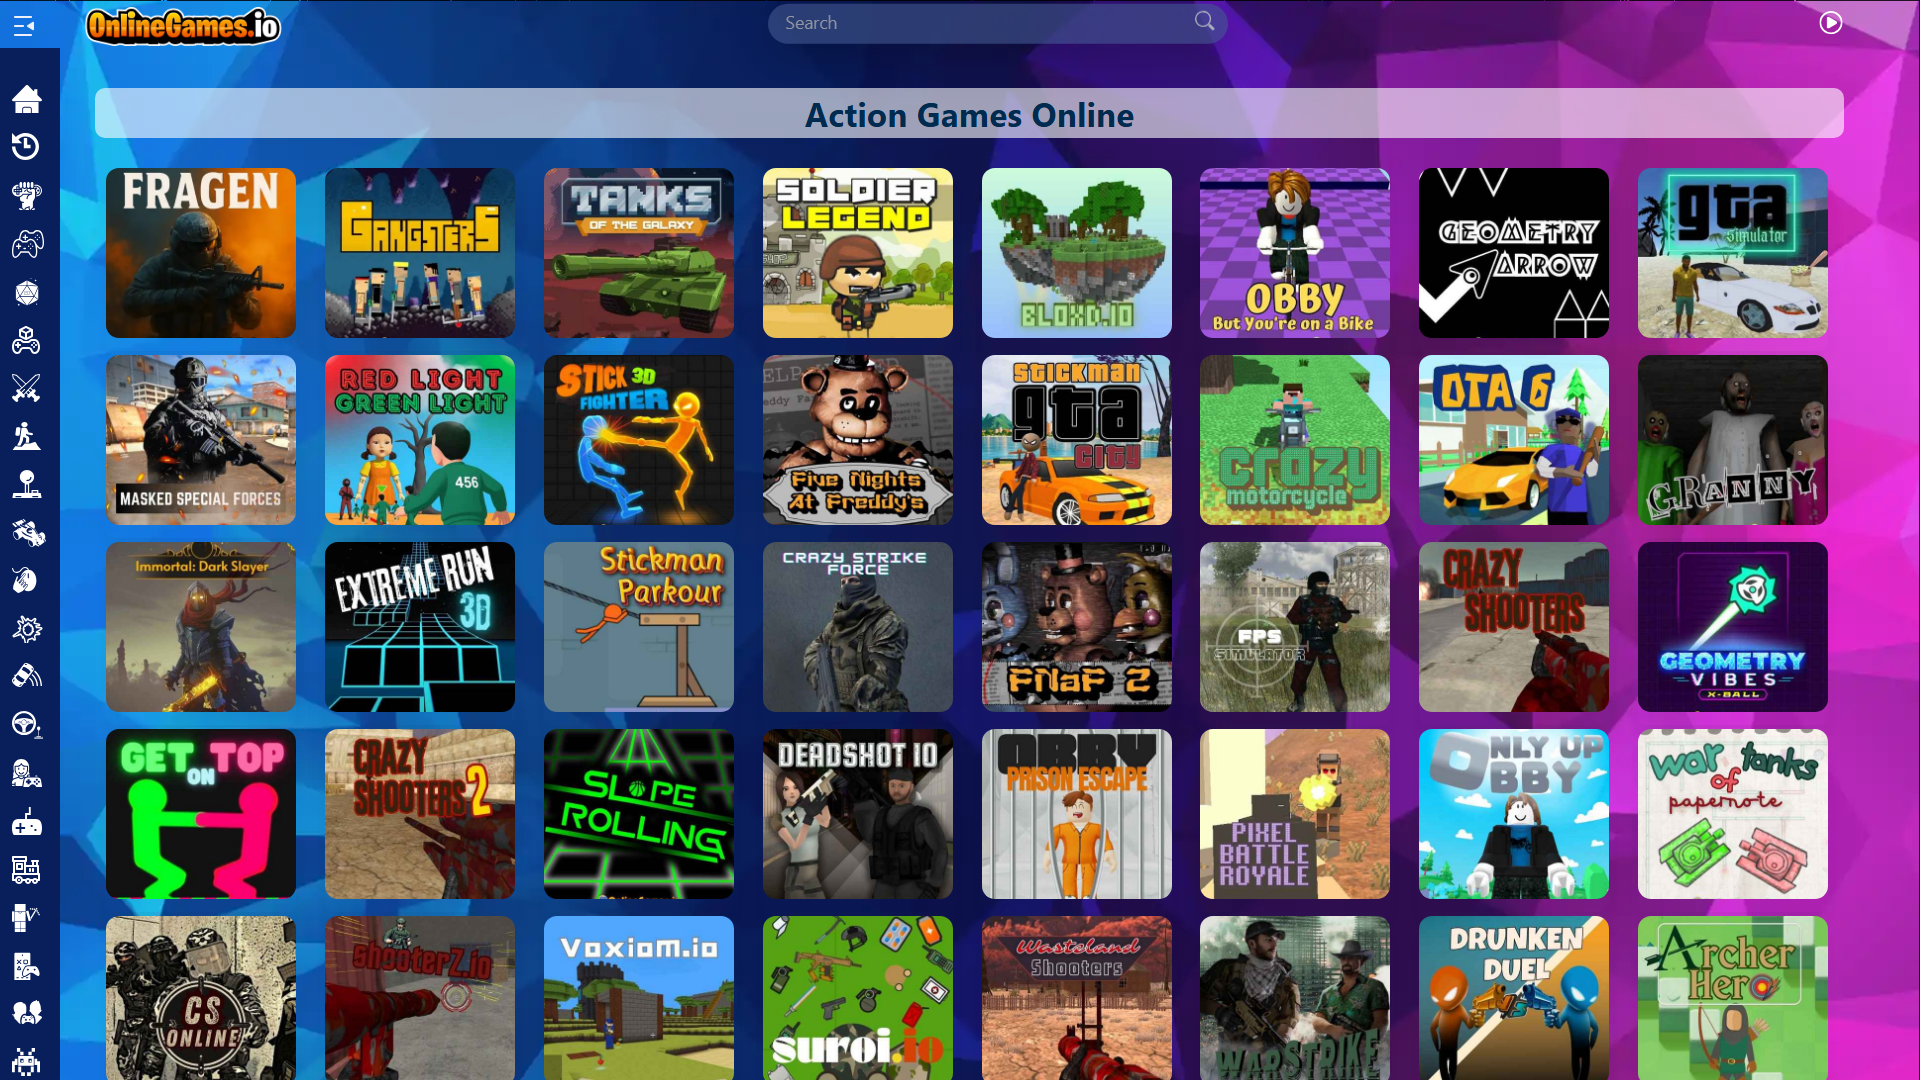 OnlineGames.io
Search
Action Games Online
FRAGEN
GANGSTERS
TANKS
OF THE GALAXY
SOLDIER
LEGEND
BLOXD.IO
OBBY
But You're on a Bike
GEOMETRY
ARROW
gta
Simulator
MASKED SPECIAL FORCES
RED LIGHT
GREEN LIGHT
456
STICK 3D
FIGHTER
Five Nights
At Freddy's
STICKMAN
gta
CITY
crazy
motorcycle
OTA 6
GRANNY
Immortal: Dark Slayer
EXTREME RUN
3D
Stickman
Parkour
CRAZY STRIKE
FORCE
FNaF 2
FPS
SIMULATOR
CRAZY
SHOOTERS
GEOMETRY
VIBES
X-BALL
GET ON TOP
CRAZY
SHOOTERS 2
SLOPE
ROLLING
DEADSHOT IO
OBBY
PRISON ESCAPE
PIXEL
BATTLE
ROYALE
ONLY UP
OBBY
war of tanks
papernote
CS
ONLINE
shooterZ.io
VoxioM.io
suroi.io
Wasteland
Shooters
WARSTRIKE
DRUNKEN
DUEL
Archer
Hero